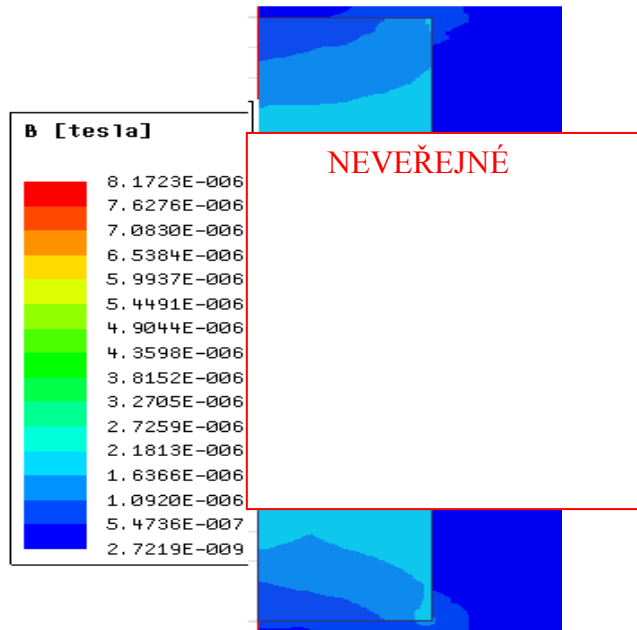 B [tesla]
NEVEŘEJNÉ
8.1723E-006
7.6276E-006
7.0830E-006
6.5384E-006
5.9937E-006
5.4491E-006
4.9044E-006
4.3598E-006
3.8152E-006
3.2705E-006
2.7259E-006
2.1813E-006
1.6366E-006
1.0920E-006
5.4736E-007
2.7219E-009